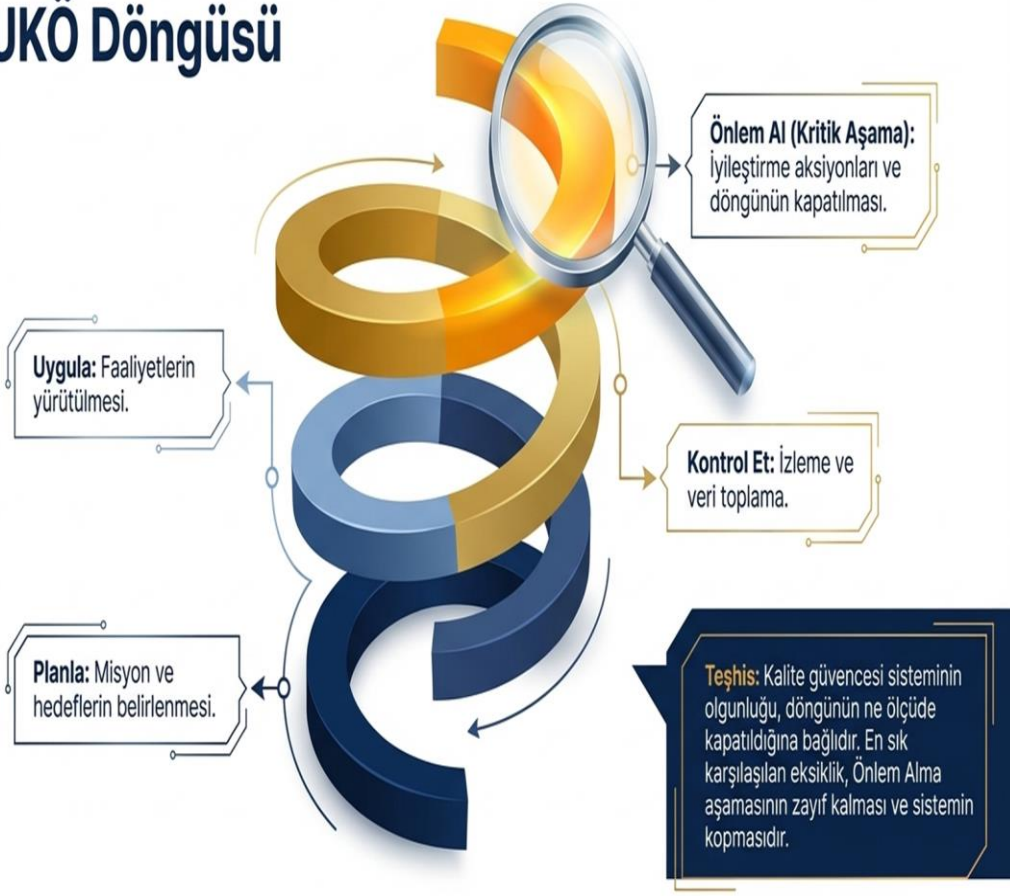 UKÖ Döngüsü
Önlem Al (Kritik Aşama):
İyileştirme aksiyonları ve
döngünün kapatılması.
Uygula: Faaliyetlerin
yürütülmesi.
Kontrol Et: İzleme ve
veri toplama.
Planla: Misyon ve
hedeflerin belirlenmesi.
Teşhis: Kalite güvencesi sisteminin
olgunluğu, döngünün ne ölçüde
kapatıldığına bağlıdır. En sık
karşılaşılan eksiklik, Önlem Alma
aşamasının zayıf kalması ve sistemin
kopmasıdır.